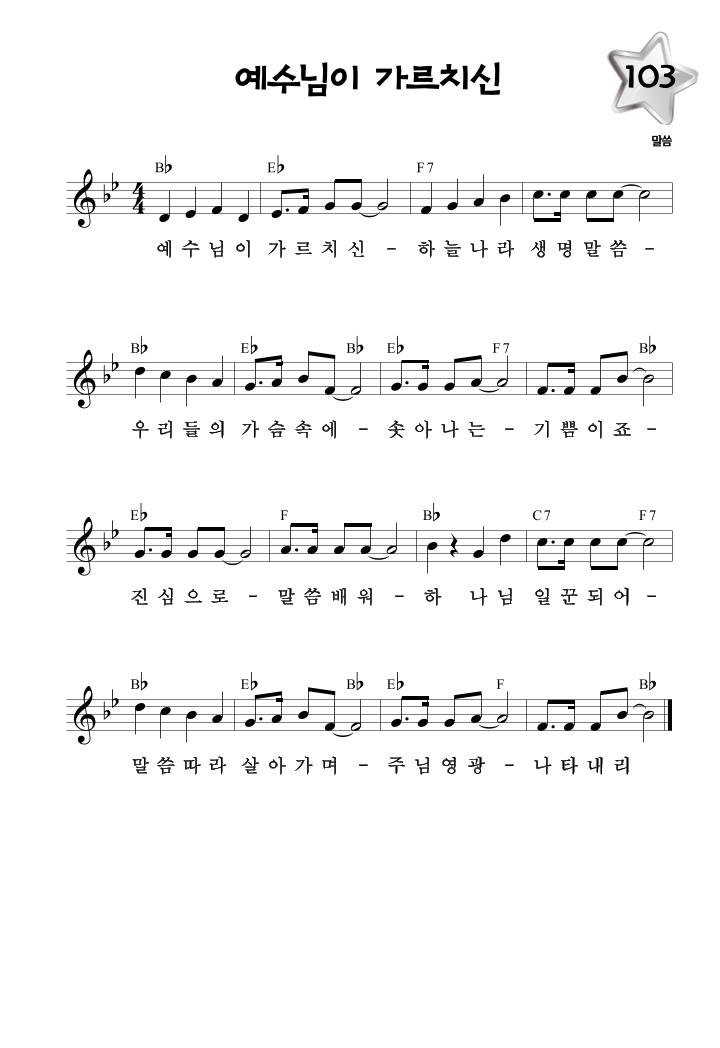 예수님이 가르치신
103
말씀
B♭ E♭ F7
4/4
예 수 님 이 가 르 치 신 - 하 늘 나 라 생 명 말 씀 -
B♭ E♭ B♭ E♭ F7 B♭
우 리 들 의 가 슴 속 에 - 솟 아 나 는 - 기 쁨 이 죠 -
E♭ F B♭ C7 F7
진 심 으 로 - 말 씀 배 워 - 하 나 님 일 꾼 되 어 -
B♭ E♭ B♭ E♭ F B♭
말 씀 따 라 살 아 가 며 - 주 님 영 광 - 나 타 내 리